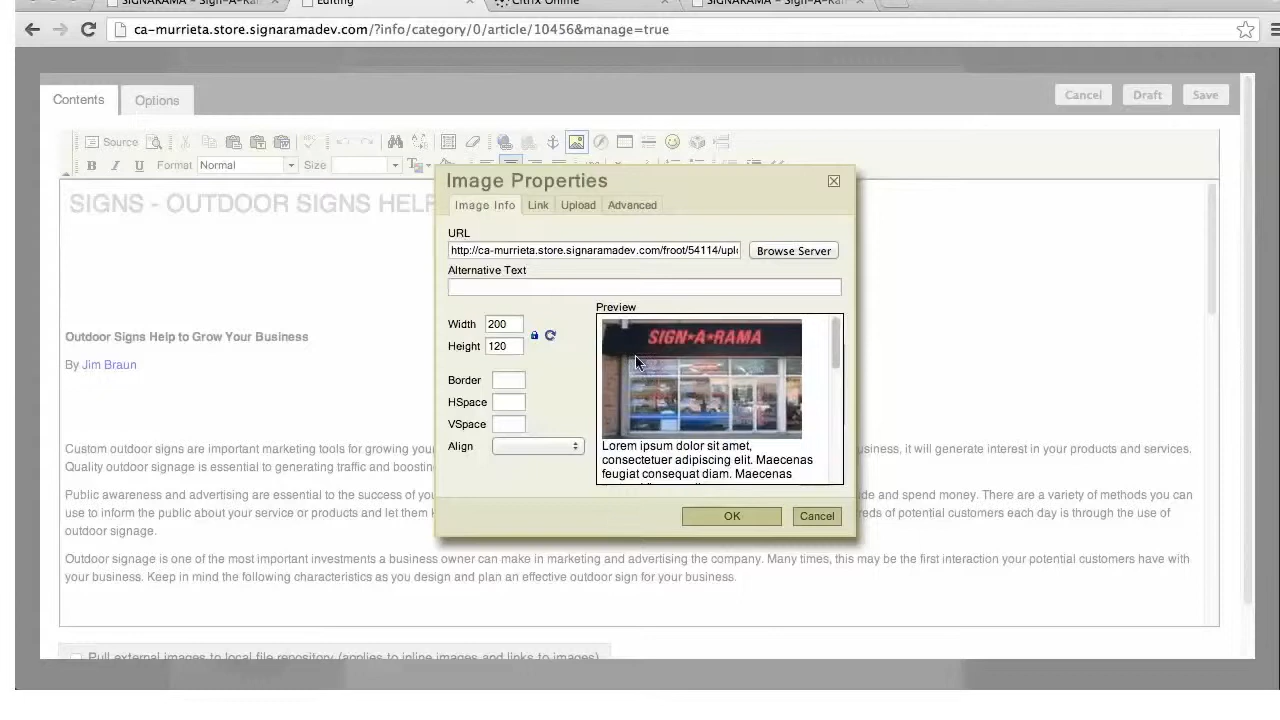 SIGNARAMA - Sign-A-Ram
Editing
Citrix Online
SIGNARAMA - Sign-A-Ram
ca-murrieta.store.signaramadev.com/?info/category/0/article/10456&manage=true
Contents
Options
Cancel
Draft
Save
Source
B I U Format Normal Size
SIGNS - OUTDOOR SIGNS HELP
Image Properties
Image Info Link Upload Advanced
URL
http://ca-murrieta.store.signaramadev.com/froot/54114/uplo
Browse Server
Alternative Text
Width 200
Height 120
Border
HSpace
VSpace
Align
Preview
SIGN*A*RAMA
Lorem ipsum dolor sit amet,
consectetuer adipiscing elit. Maecenas
feugiat consequat diam. Maecenas
OK
Cancel
Outdoor Signs Help to Grow Your Business
By Jim Braun
Custom outdoor signs are important marketing tools for growing your usiness, it will generate interest in your products and services.
Quality outdoor signage is essential to generating traffic and boostin
Public awareness and advertising are essential to the success of you de and spend money. There are a variety of methods you can
use to inform the public about your service or products and let them reds of potential customers each day is through the use of
outdoor signage.
Outdoor signage is one of the most important investments a business owner can make in marketing and advertising the company. Many times, this may be the first interaction your potential customers have with
your business. Keep in mind the following characteristics as you design and plan an effective outdoor sign for your business.
Pull external images to local file repository (applies to inline images and links to images)